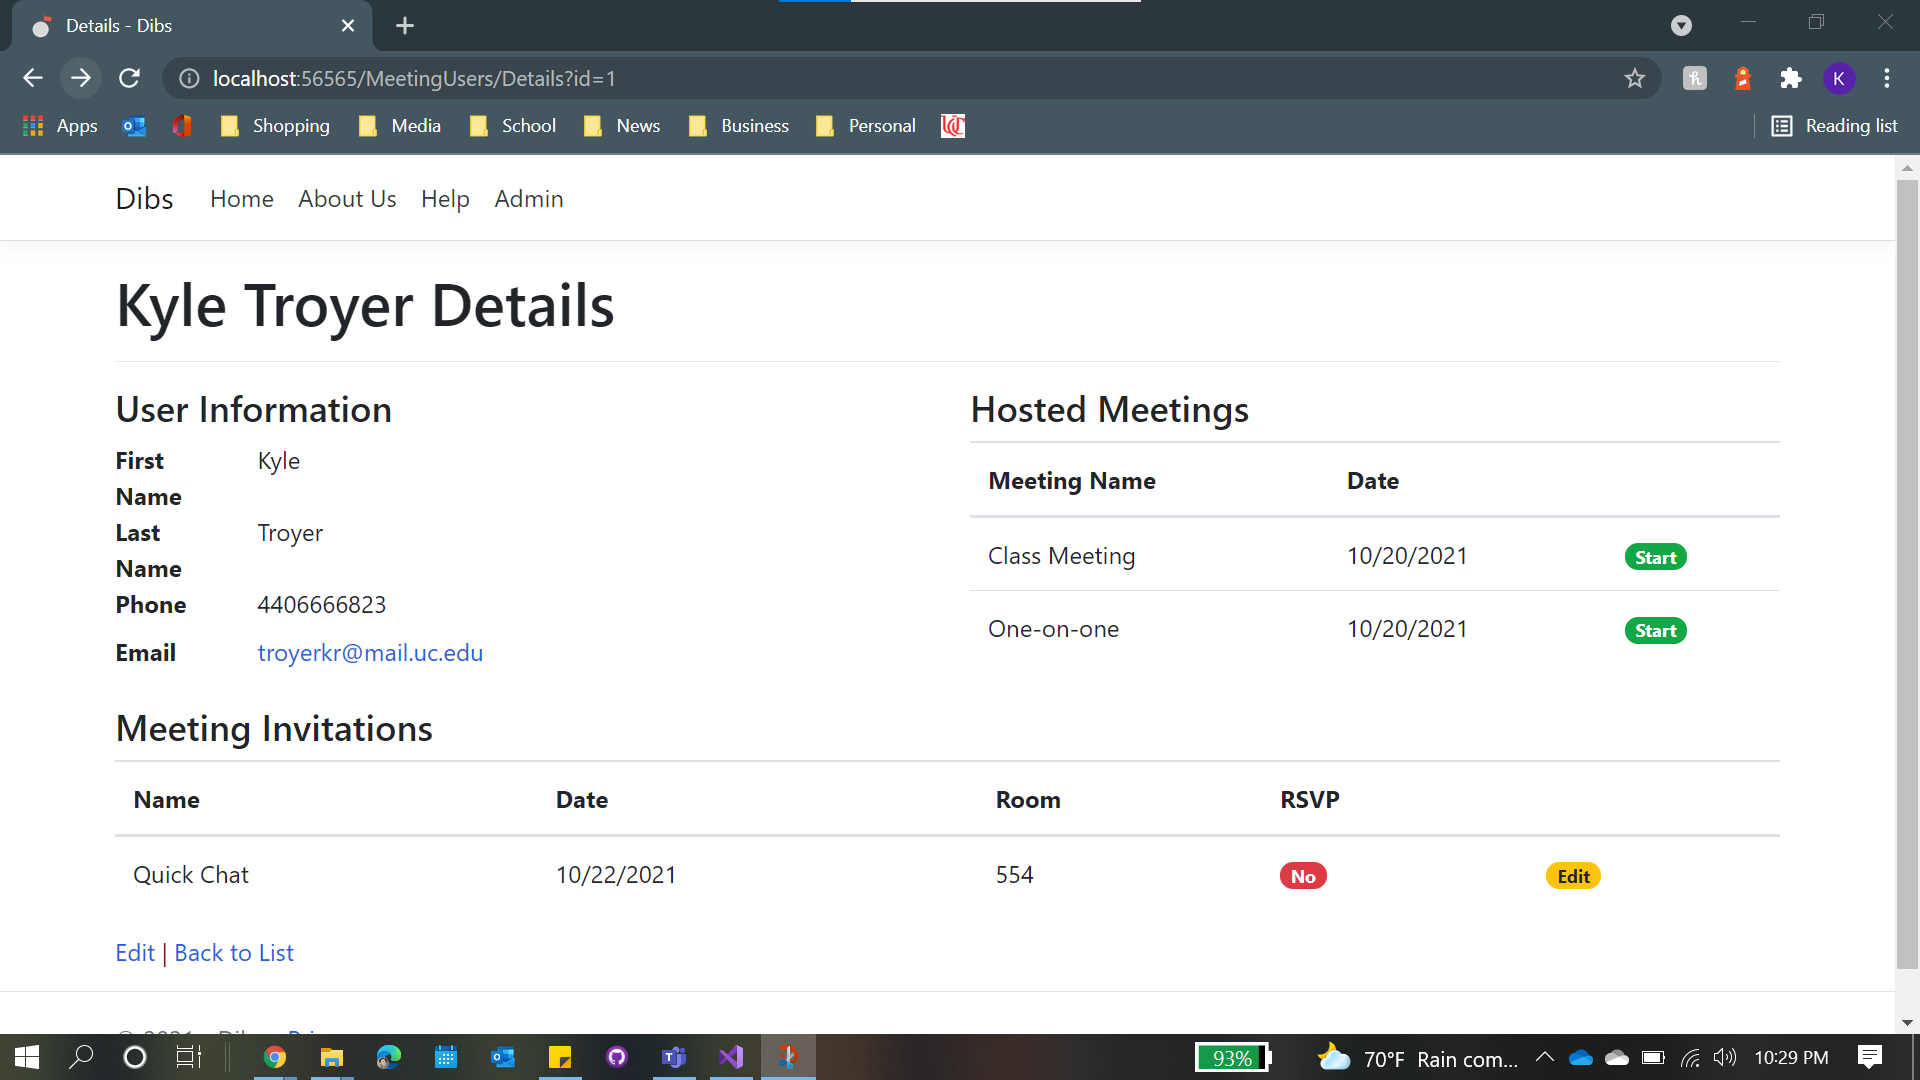 Details - Dibs
localhost:56565/MeetingUsers/Details?id=1
K
Apps Shopping Media School News Business Personal Reading list
Dibs Home About Us Help Admin
Kyle Troyer Details
User Information
First Name Kyle
Last Name Troyer
Phone 4406666823
Email troyerkr@mail.uc.edu
Hosted Meetings
Meeting Name Date
Class Meeting 10/20/2021 Start
One-on-one 10/20/2021 Start
Meeting Invitations
Name Date Room RSVP
Quick Chat 10/22/2021 554 No Edit
Edit | Back to List
93% 70°F Rain com... 10:29 PM